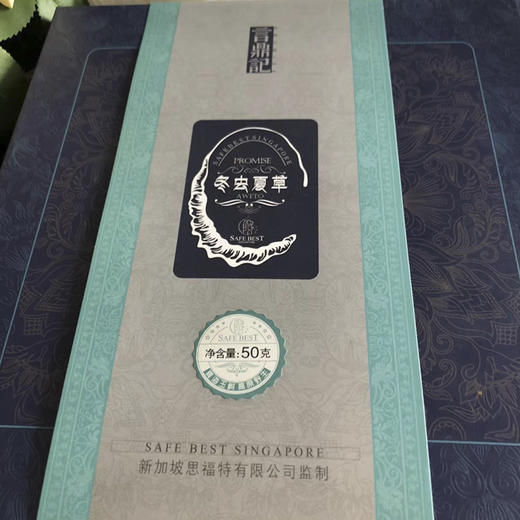 言鼎記
SAFE BEST SINGAPORE
PROMISE
冬虫夏草
AWETO
SAFE BEST
SAFE BEST
净含量:50克
SAFE BEST SINGAPORE
新加坡思福特有限公司监制